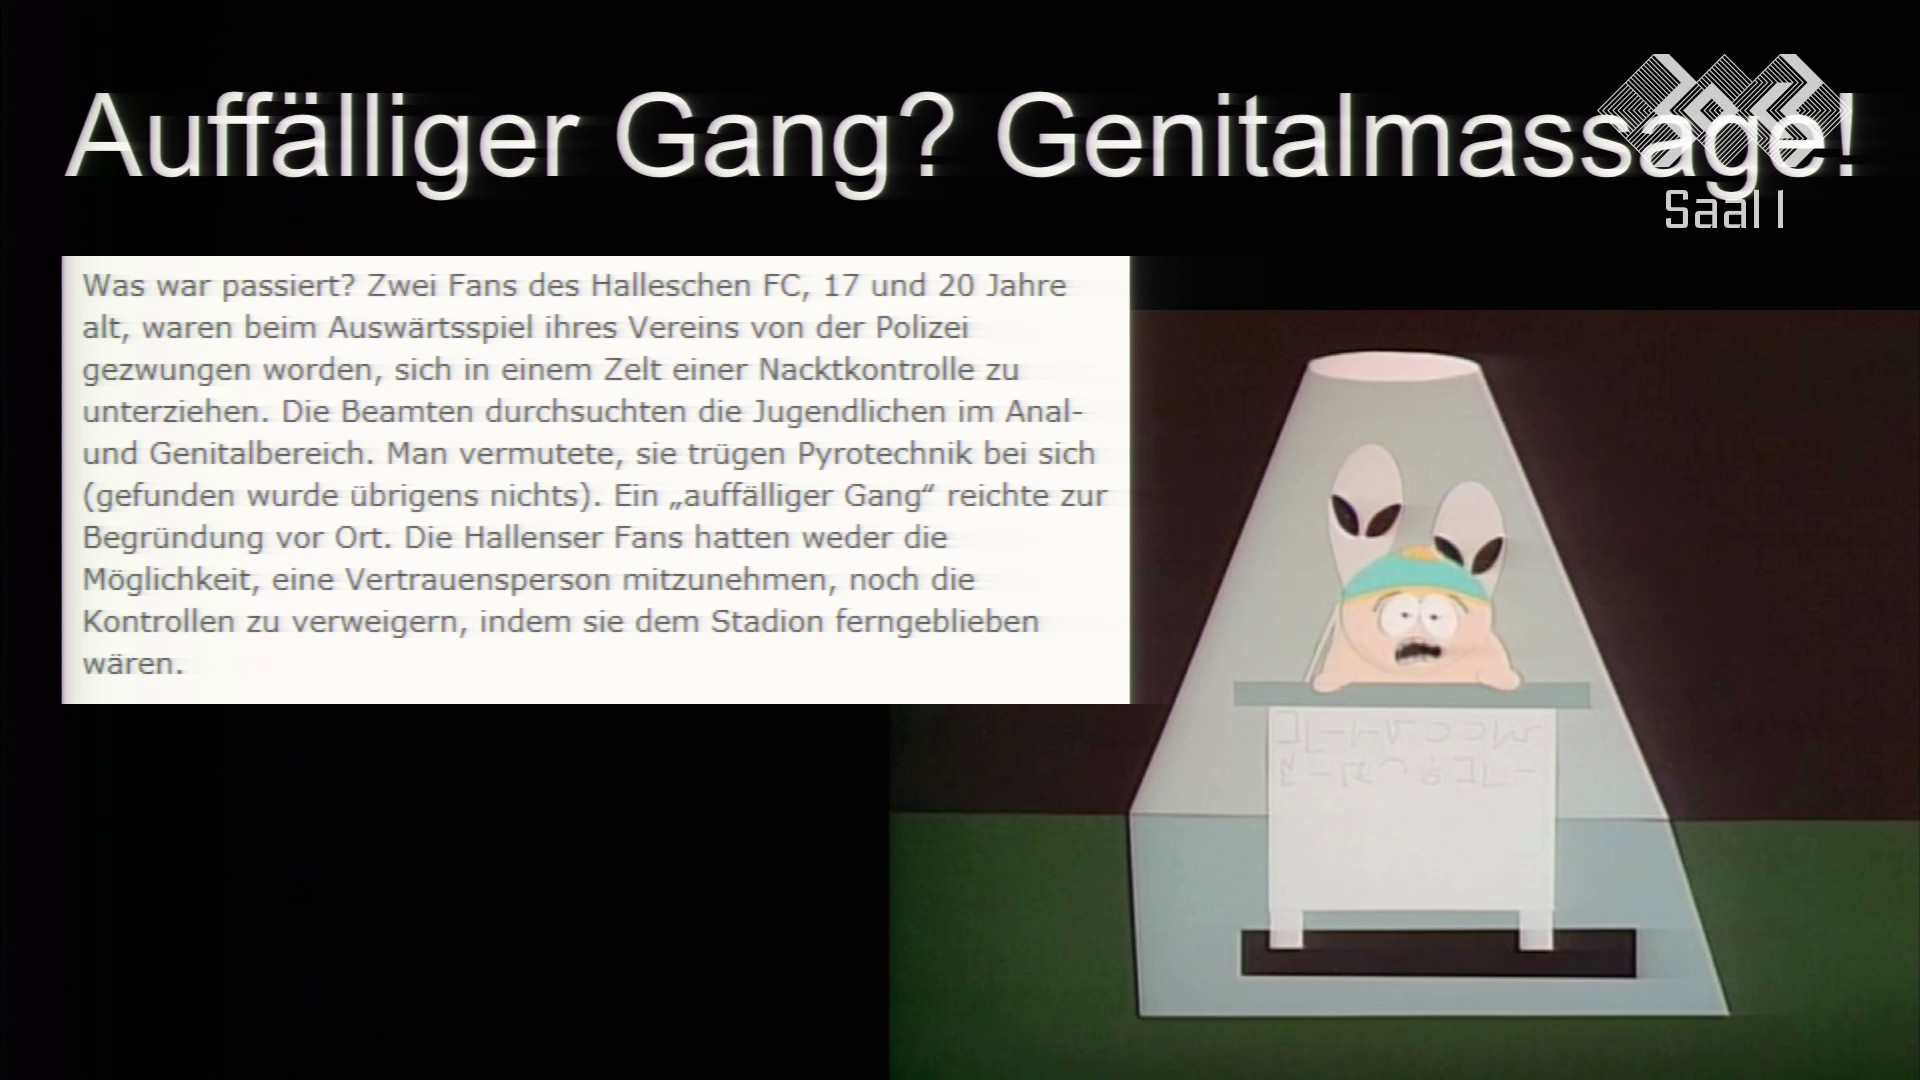 Auffälliger Gang? Genitalmassage!
Saal 1
Was war passiert? Zwei Fans des Halleschen FC, 17 und 20 Jahre
alt, waren beim Auswärtsspiel ihres Vereins von der Polizei
gezwungen worden, sich in einem Zelt einer Nacktkontrolle zu
unterziehen. Die Beamten durchsuchten die Jugendlichen im Anal-
und Genitalbereich. Man vermutete, sie trügen Pyrotechnik bei sich
(gefunden wurde übrigens nichts). Ein „auffälliger Gang“ reichte zur
Begründung vor Ort. Die Hallenser Fans hatten weder die
Möglichkeit, eine Vertrauensperson mitzunehmen, noch die
Kontrollen zu verweigern, indem sie dem Stadion ferngeblieben
wären.